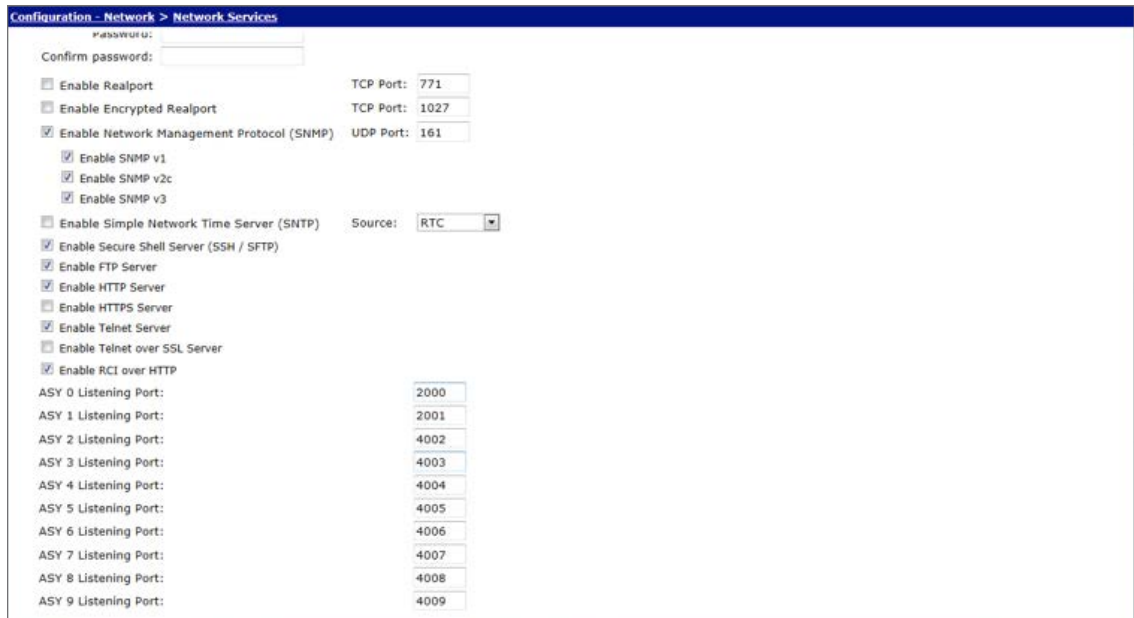 Configuration - Network > Network Services
Password:
Confirm password:
Enable Realport TCP Port: 771
Enable Encrypted Realport TCP Port: 1027
Enable Network Management Protocol (SNMP) UDP Port: 161
Enable SNMP v1
Enable SNMP v2c
Enable SNMP v3
Enable Simple Network Time Server (SNTP) Source: RTC
Enable Secure Shell Server (SSH / SFTP)
Enable FTP Server
Enable HTTP Server
Enable HTTPS Server
Enable Telnet Server
Enable Telnet over SSL Server
Enable RCI over HTTP
ASY 0 Listening Port: 2000
ASY 1 Listening Port: 2001
ASY 2 Listening Port: 4002
ASY 3 Listening Port: 4003
ASY 4 Listening Port: 4004
ASY 5 Listening Port: 4005
ASY 6 Listening Port: 4006
ASY 7 Listening Port: 4007
ASY 8 Listening Port: 4008
ASY 9 Listening Port: 4009